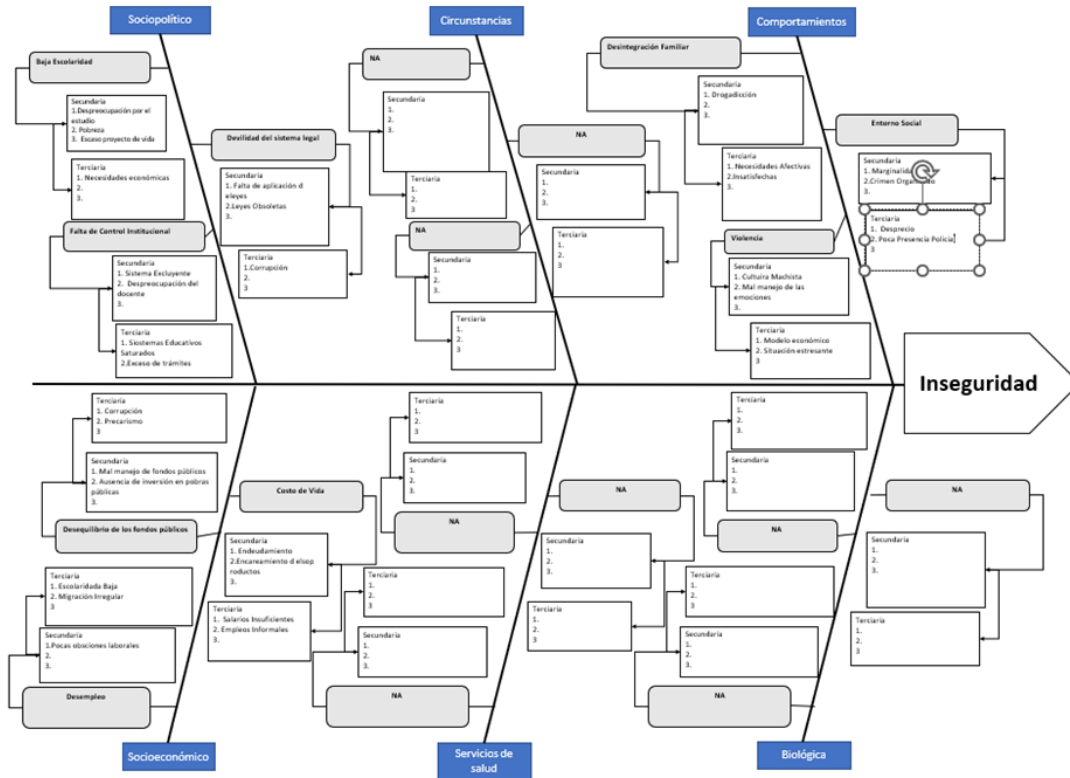 Sociopolítico
Circunstancias
Comportamientos
Baja Escolaridad
Secundaria
1.Despreocupación por el
estudio
2. Pobreza
3. Escaso proyecto de vida
Terciaria
1. Necesidades económicas
2.
3.
Devilidad del sistema legal
Secundaria
1. Falta de aplicación d
eleyes
2.Leyes Obsoletas
3.
Terciaria
1.Corrupción
2.
3
Falta de Control Institucional
Secundaria
1. Sistema Excluyente
2. Despreocupación del
docente
3.
Terciaria
1. Siostemas Educativos
Saturados
2.Exceso de trámites
NA
Secundaria
1.
2.
3.
Terciaria
1.
2.
3
NA
Secundaria
1.
2.
3.
Terciaria
1.
2.
3
NA
Secundaria
1.
2.
3.
Terciaria
1.
2.
3
Desintegración Familiar
Secundaria
1. Drogadicción
2.
3.
Terciaria
1. Necesidades Afectivas
2.Insatisfechas
3.
Entorno Social
Secundaria
1.
2.Crimen
Terciaria
1. Desprecio
2. Poca Presencia Policia
3
Violencia
Secundaria
1. Cultuira Machista
2. Mal manejo de las
emociones
3.
Terciaria
1. Modelo económico
2. Situación estresante
3
Inseguridad
Terciaria
1. Corrupción
2. Precarismo
3
Secundaria
1. Mal manejo de fondos públicos
2. Ausencia de inversión en pobras
públicas
3.
Desequilibrio de los fondos públicos
Costo de Vida
Secundaria
1. Endeudamiento
2.Encareamiento d elsop
roductos
3.
Terciaria
1. Salarios Insuficientes
2. Empleos Informales
3.
Terciaria
1. Escolaridada Baja
2. Migración Irregular
3
Secundaria
1.Pocas obsciones laborales
2.
3.
Desempleo
Terciaria
1.
2.
3
Secundaria
1.
2.
3.
NA
NA
Secundaria
1.
2.
3.
Terciaria
1.
2.
3
Terciaria
1.
2.
3
Secundaria
1.
2.
3.
NA
Terciaria
1.
2.
3
Secundaria
1.
2.
3.
NA
NA
Secundaria
1.
2.
3.
Terciaria
1.
2.
3
Terciaria
1.
2.
3
Secundaria
1.
2.
3.
NA
Socioeconómico
Servicios de
salud
Biológica